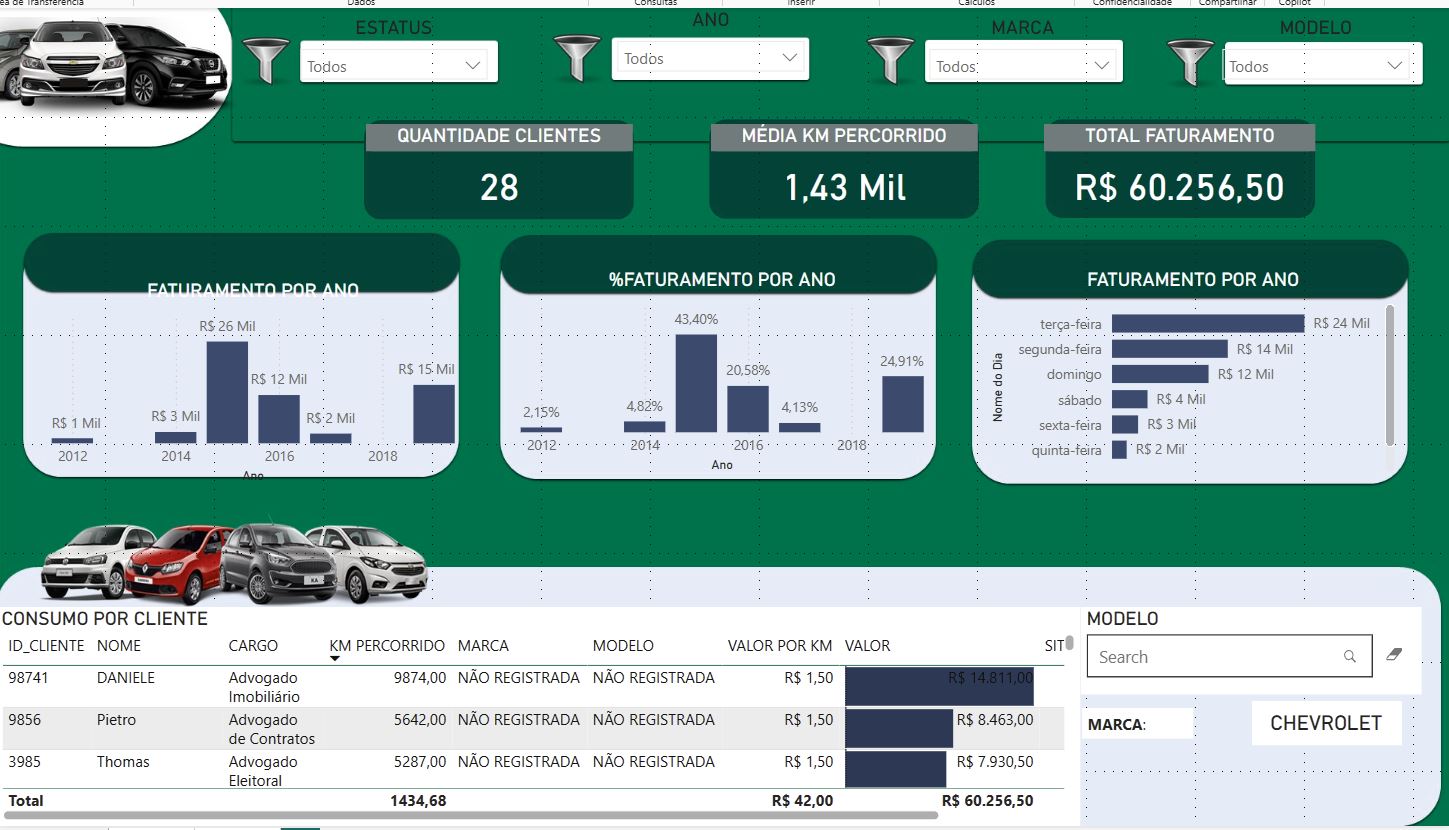 Dados
Consultas
Inserir
Cálculos
Confidencialidade
Compartilhar
Copilot
ESTATUS
Todos
ANO
Todos
MARCA
Todos
MODELO
Todos
QUANTIDADE CLIENTES
28
MÉDIA KM PERCORRIDO
1,43 Mil
TOTAL FATURAMENTO
R$ 60.256,50
FATURAMENTO POR ANO
R$ 1 Mil
R$ 3 Mil
R$ 26 Mil
R$ 12 Mil
R$ 2 Mil
R$ 15 Mil
2012 2014 2016 2018
Ano
%FATURAMENTO POR ANO
2,15%
4,82%
43,40%
20,58%
4,13%
24,91%
2012 2014 2016 2018
Ano
FATURAMENTO POR ANO
Nome do Dia
terça-feira R$ 24 Mil
segunda-feira R$ 14 Mil
domingo R$ 12 Mil
sábado R$ 4 Mil
sexta-feira R$ 3 Mil
quinta-feira R$ 2 Mil
KA
CONSUMO POR CLIENTE
ID_CLIENTE NOME CARGO KM PERCORRIDO MARCA MODELO VALOR POR KM VALOR SIT
98741 DANIELE Advogado 9874,00 NÃO REGISTRADA NÃO REGISTRADA R$ 1,50 R$ 14.811,00
Imobiliário
9856 Pietro Advogado 5642,00 NÃO REGISTRADA NÃO REGISTRADA R$ 1,50 R$ 8.463,00
de Contratos
3985 Thomas Advogado 5287,00 NÃO REGISTRADA NÃO REGISTRADA R$ 1,50 R$ 7.930,50
Eleitoral
Total 1434,68 R$ 42,00 R$ 60.256,50
MODELO
Search
MARCA:
CHEVROLET